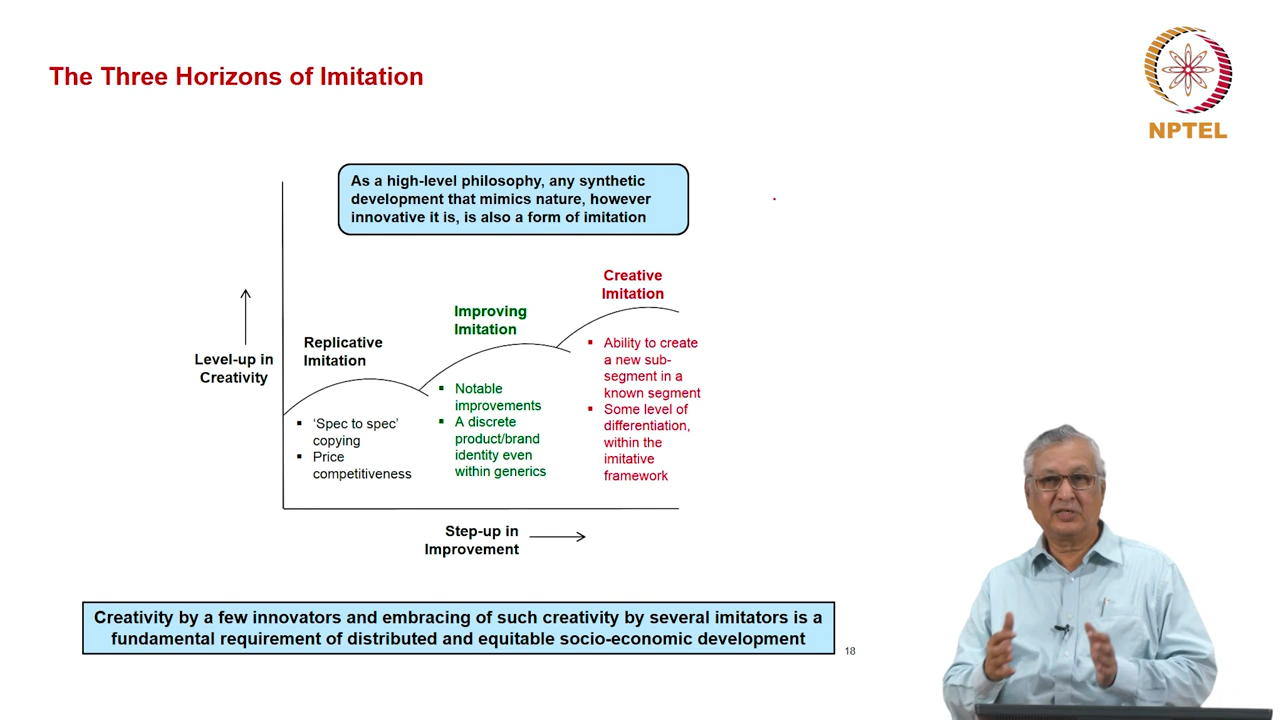 The Three Horizons of Imitation
NPTEL
As a high-level philosophy, any synthetic
development that mimics nature, however
innovative it is, is also a form of imitation
Creative
Imitation
Improving
Imitation
Replicative
Imitation
Level-up in
Creativity
▪ ‘Spec to spec’
copying
▪ Price
competitiveness
▪ Notable
improvements
▪ A discrete
product/brand
identity even
within generics
▪ Ability to create
a new sub-
segment in a
known segment
▪ Some level of
differentiation,
within the
imitative
framework
Step-up in
Improvement
Creativity by a few innovators and embracing of such creativity by several imitators is a
fundamental requirement of distributed and equitable socio-economic development
18